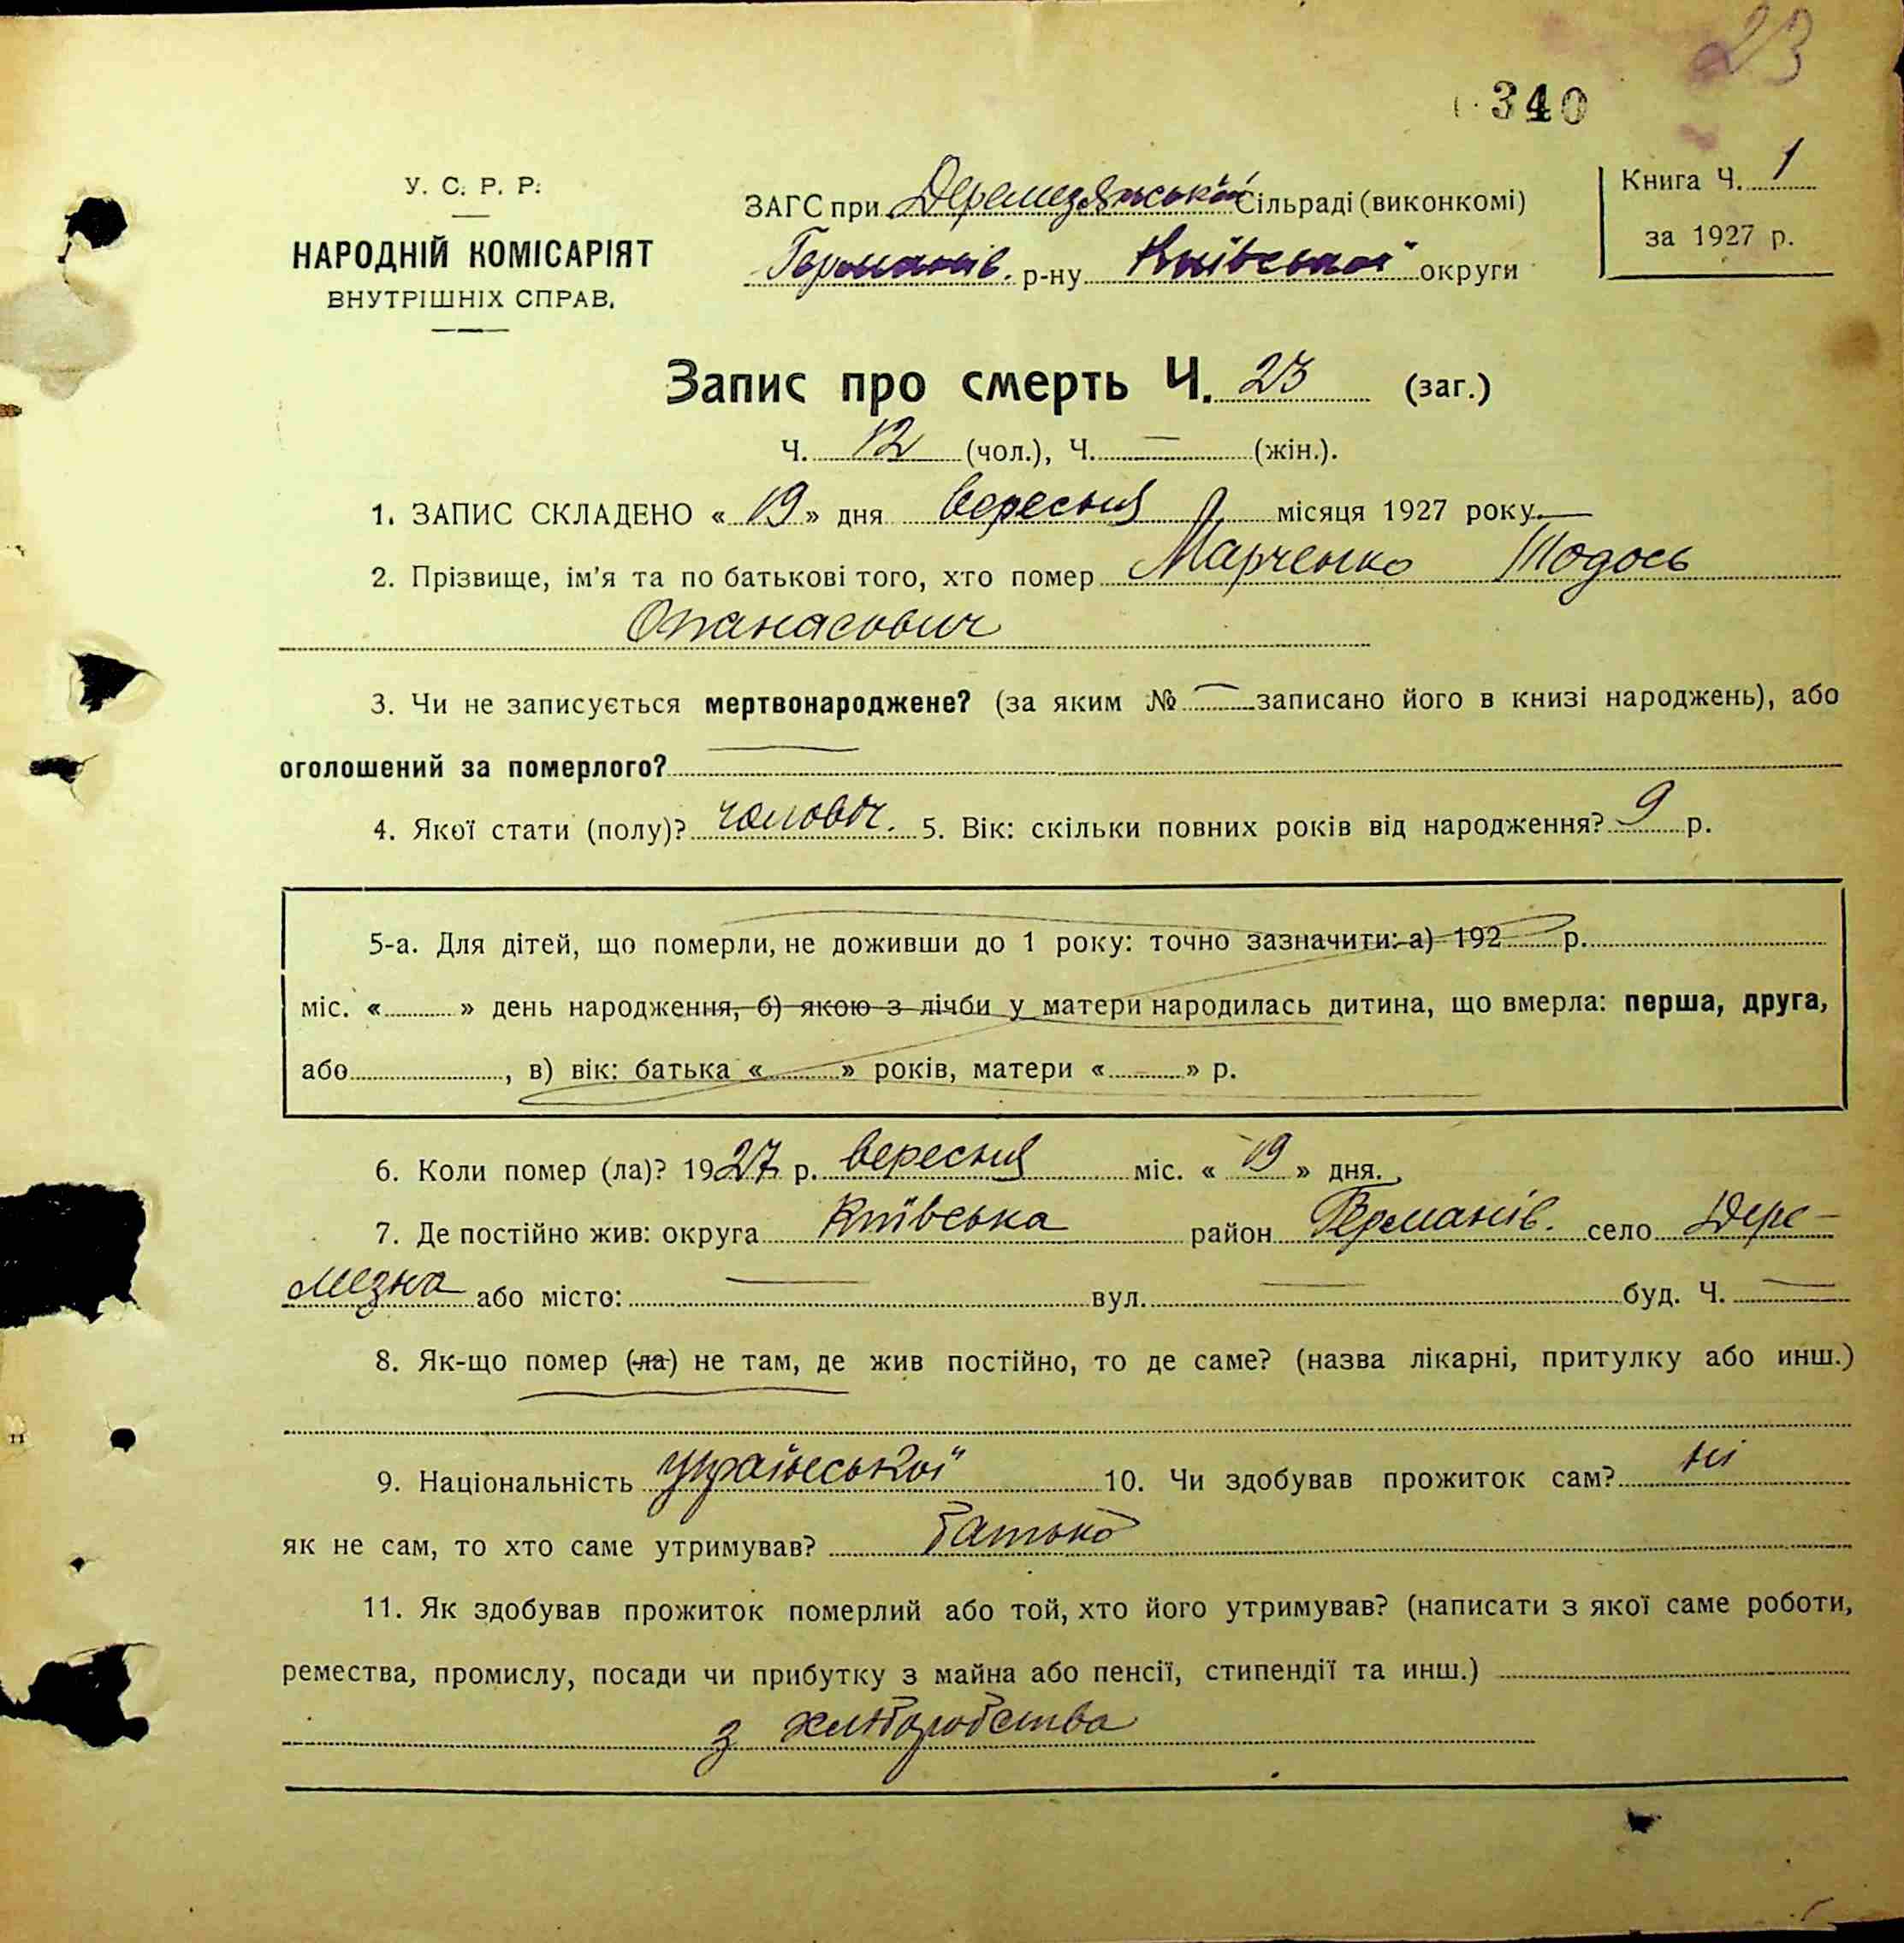 23
340
У. С. Р. Р.
НАРОДНІЙ КОМІСАРІЯТ
ВНУТРІШНІХ СПРАВ.
ЗАГС при Деремезянській Сільраді (виконкомі)
Германів. р-ну Київської округи
Книга Ч. 1
за 1927 р.
Запис про смерть Ч. 23 (заг.)
Ч. 12 (чол.), Ч. — (жін.).
1. ЗАПИС СКЛАДЕНО « 19 » дня вересня місяця 1927 року
2. Прізвище, ім'я та по батькові того, хто помер Марченко Тодось
Опанасович
3. Чи не записується мертвонароджене? (за яким № — записано його в книзі народжень), або
оголошений за померлого? —
4. Якої стати (полу)? чоловіч. 5. Вік: скільки повних років від народження? 9 р.
5-а. Для дітей, що померли, не доживши до 1 року: точно зазначити: а) 192 р.
міс. « » день народження, б) якою з лічби у матери народилась дитина, що вмерла: перша, друга,
або , в) вік: батька « » років, матери « » р.
6. Коли помер (ла)? 1927 р. вересня міс. « 19 » дня.
7. Де постійно жив: округа Київська район Германів. село Дере-
мезна або місто: — вул. — буд. Ч. —
8. Як-що помер (ла) не там, де жив постійно, то де саме? (назва лікарні, притулку або инш.)
9. Національність української 10. Чи здобував прожиток сам? ні
як не сам, то хто саме утримував? батько
11. Як здобував прожиток померлий або той, хто його утримував? (написати з якої саме роботи,
ремества, промислу, посади чи прибутку з майна або пенсії, стипендії та инш.)
з хліборобства